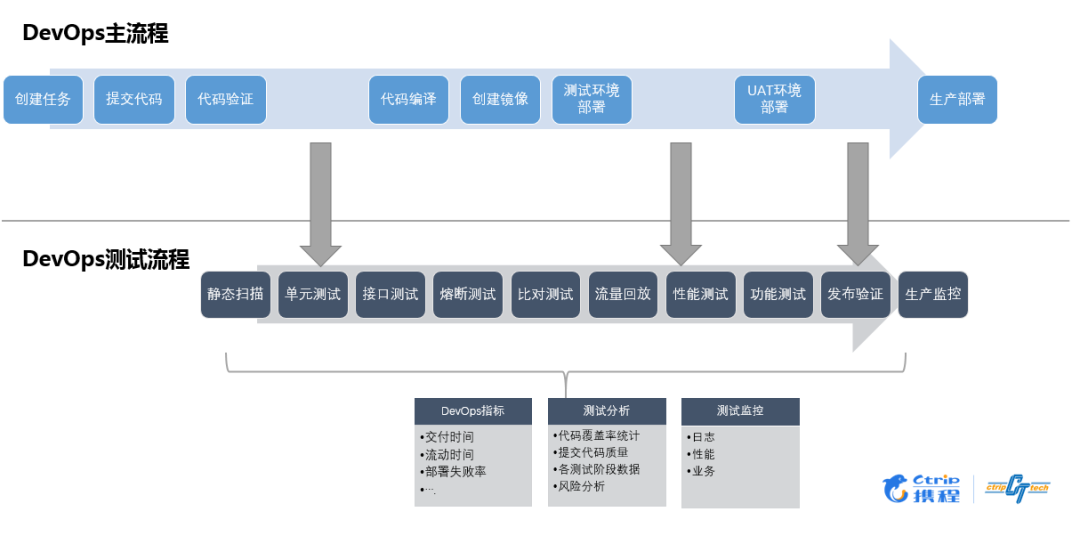 DevOps主流程
创建任务
提交代码
代码验证
代码编译
创建镜像
测试环境
部署
UAT环境
部署
生产部署
DevOps测试流程
静态扫描
单元测试
接口测试
熔断测试
比对测试
流量回放
性能测试
功能测试
发布验证
生产监控
DevOps指标
•交付时间
•流动时间
•部署失败率
•….
测试分析
•代码覆盖率统计
•提交代码质量
•各测试阶段数据
•风险分析
测试监控
•日志
•性能
•业务
Ctrip
携程
ctrip CT tech